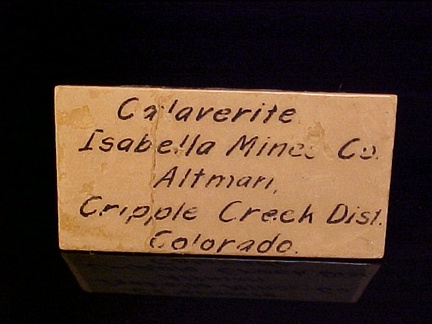 Calaverite
Isabella Mines Co.
Altman,
Cripple Creek Dist.
Colorado.